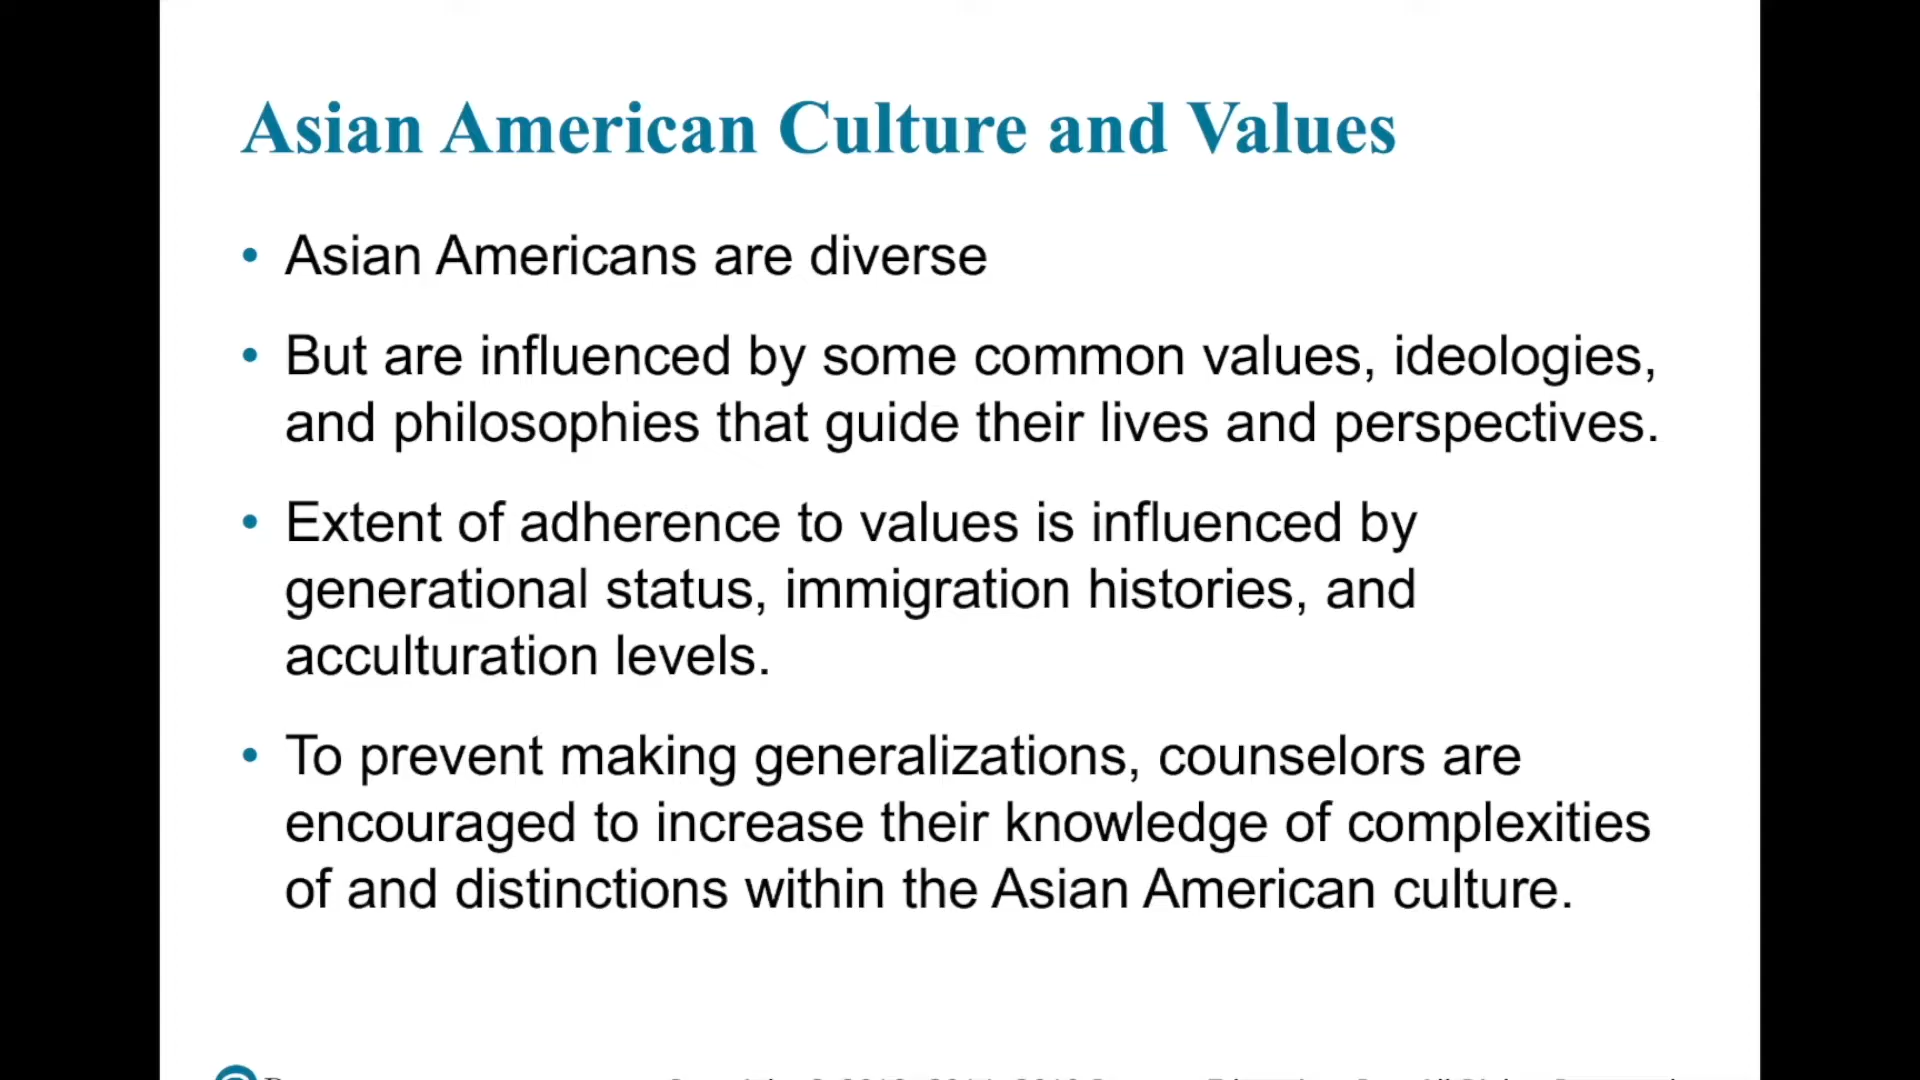 Asian American Culture and Values
• Asian Americans are diverse
• But are influenced by some common values, ideologies,
and philosophies that guide their lives and perspectives.
• Extent of adherence to values is influenced by
generational status, immigration histories, and
acculturation levels.
• To prevent making generalizations, counselors are
encouraged to increase their knowledge of complexities
of and distinctions within the Asian American culture.